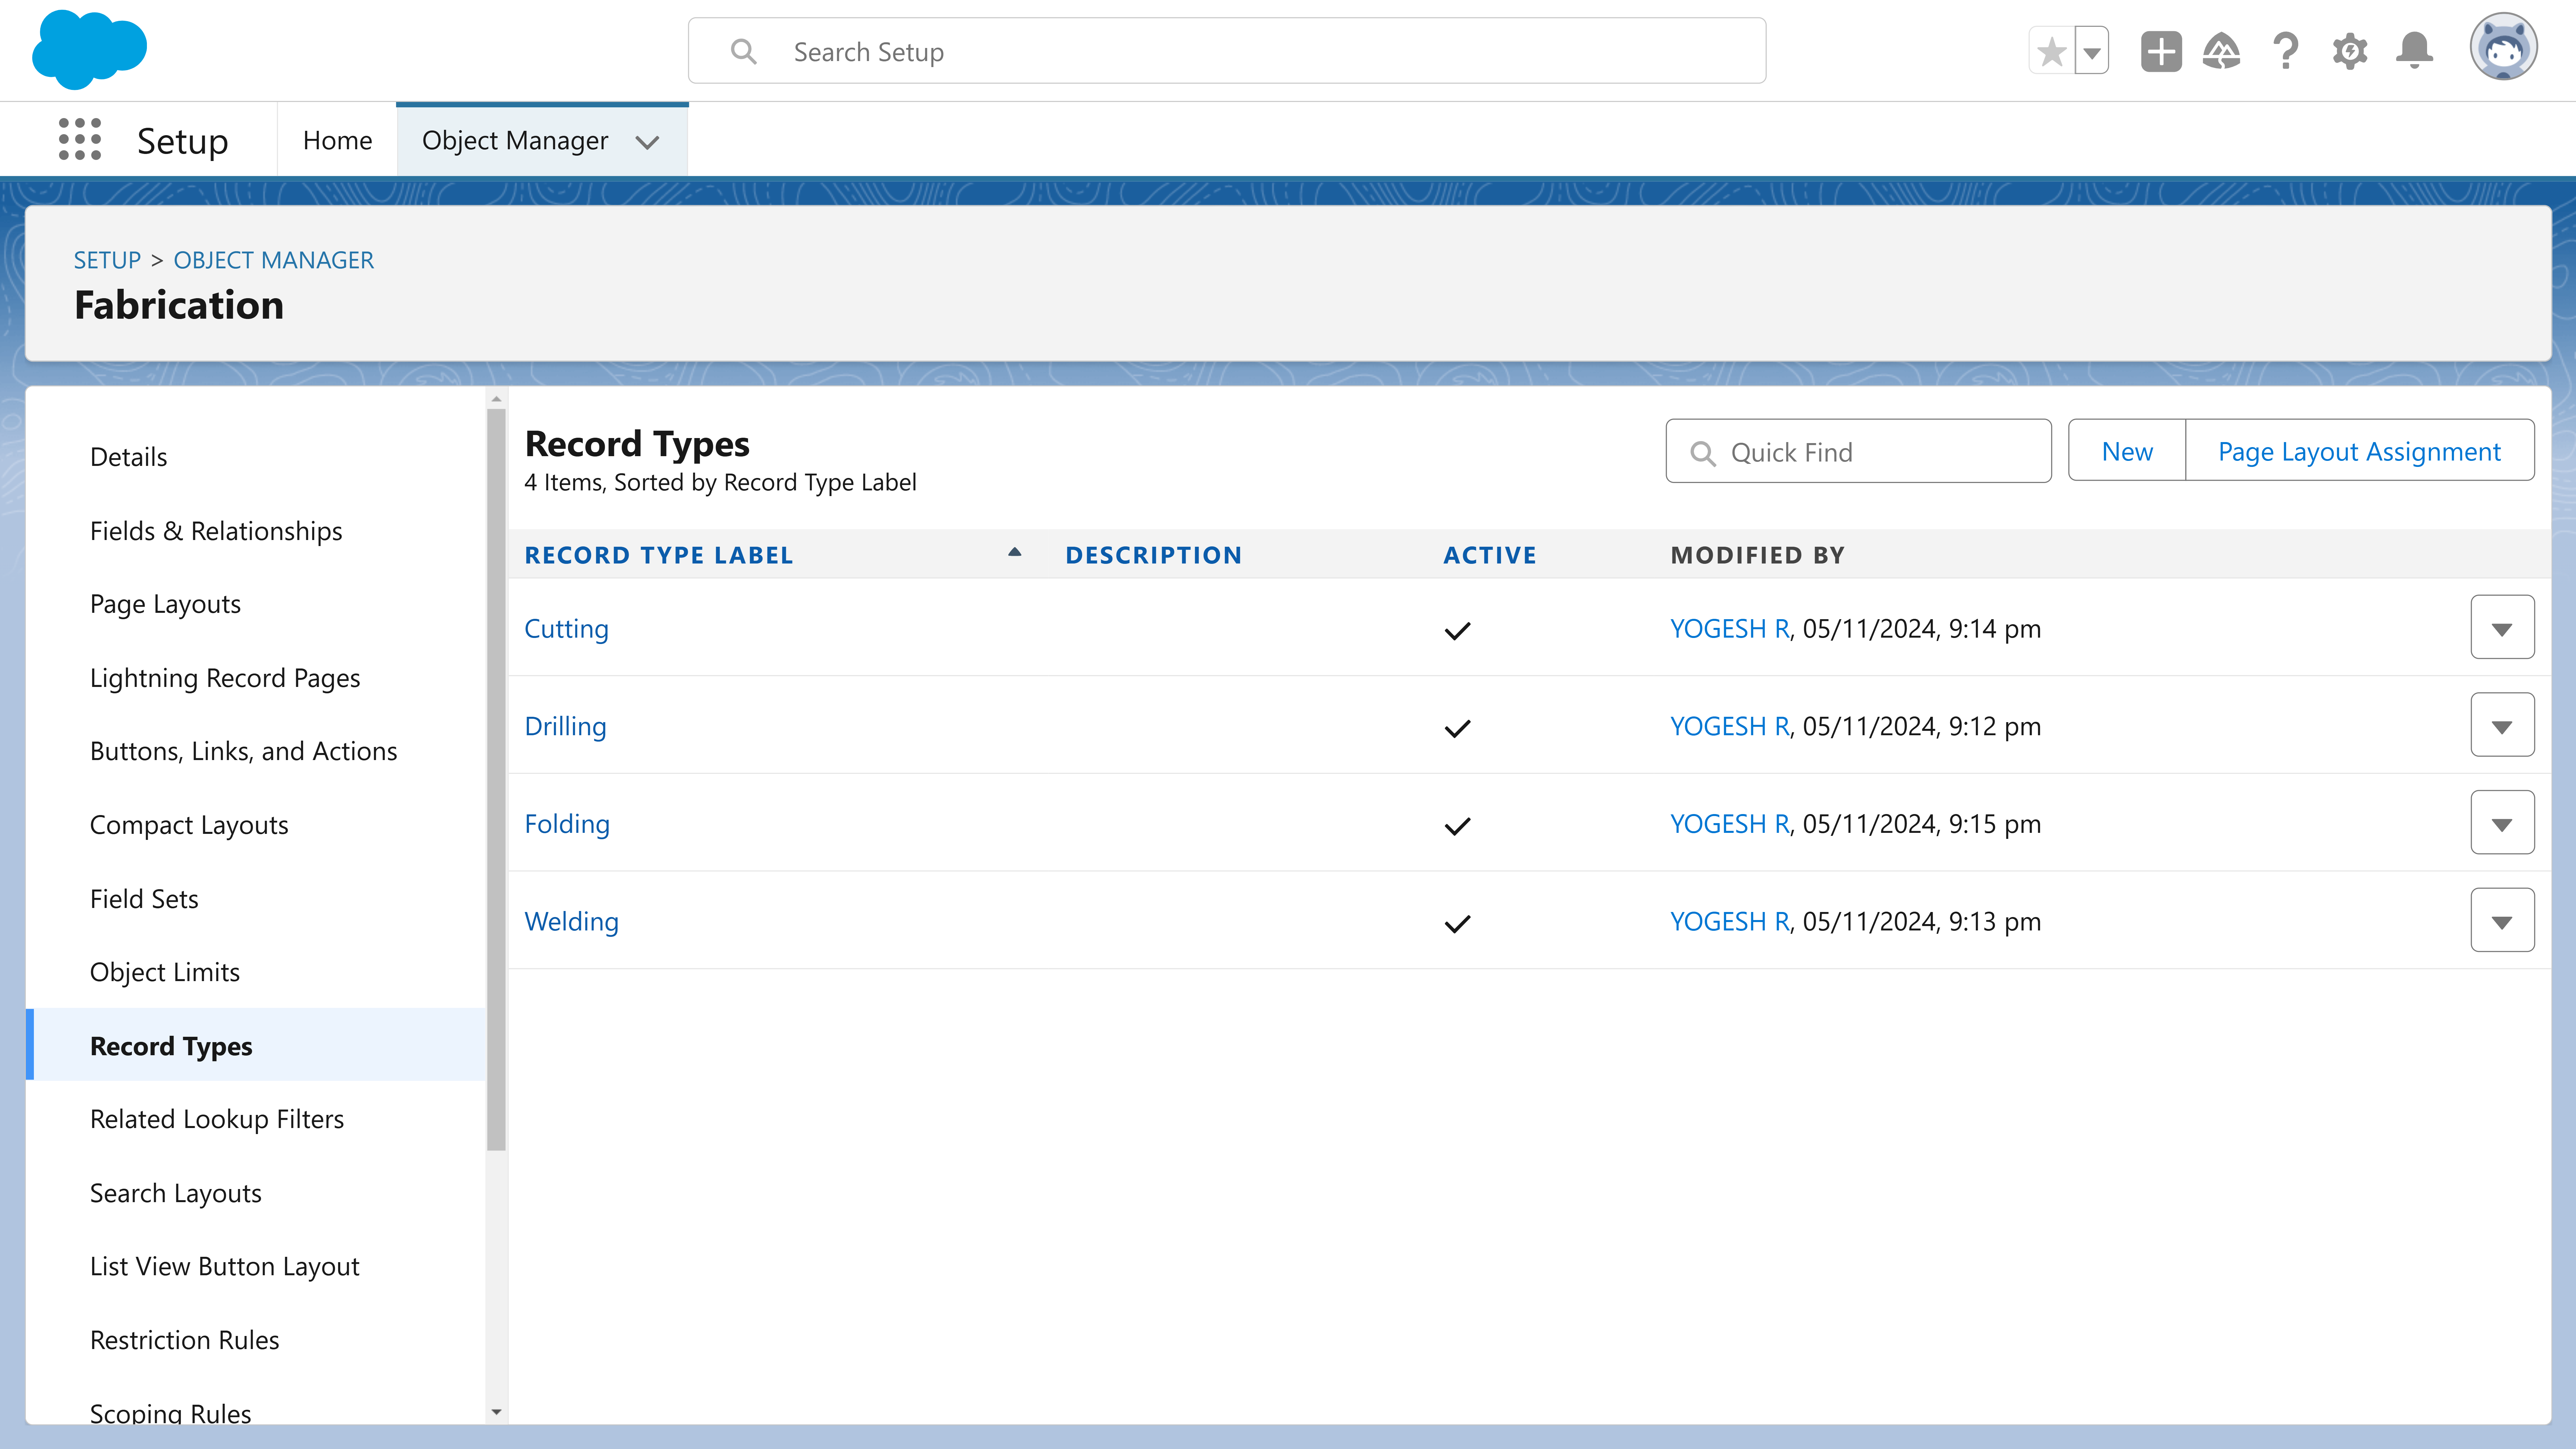 Search Setup
Setup
Home
Object Manager
SETUP > OBJECT MANAGER
Fabrication
Details
Fields & Relationships
Page Layouts
Lightning Record Pages
Buttons, Links, and Actions
Compact Layouts
Field Sets
Object Limits
Record Types
Related Lookup Filters
Search Layouts
List View Button Layout
Restriction Rules
Scoping Rules
Record Types
4 Items, Sorted by Record Type Label
Quick Find
New
Page Layout Assignment
RECORD TYPE LABEL DESCRIPTION ACTIVE MODIFIED BY
Cutting YOGESH R, 05/11/2024, 9:14 pm
Drilling YOGESH R, 05/11/2024, 9:12 pm
Folding YOGESH R, 05/11/2024, 9:15 pm
Welding YOGESH R, 05/11/2024, 9:13 pm